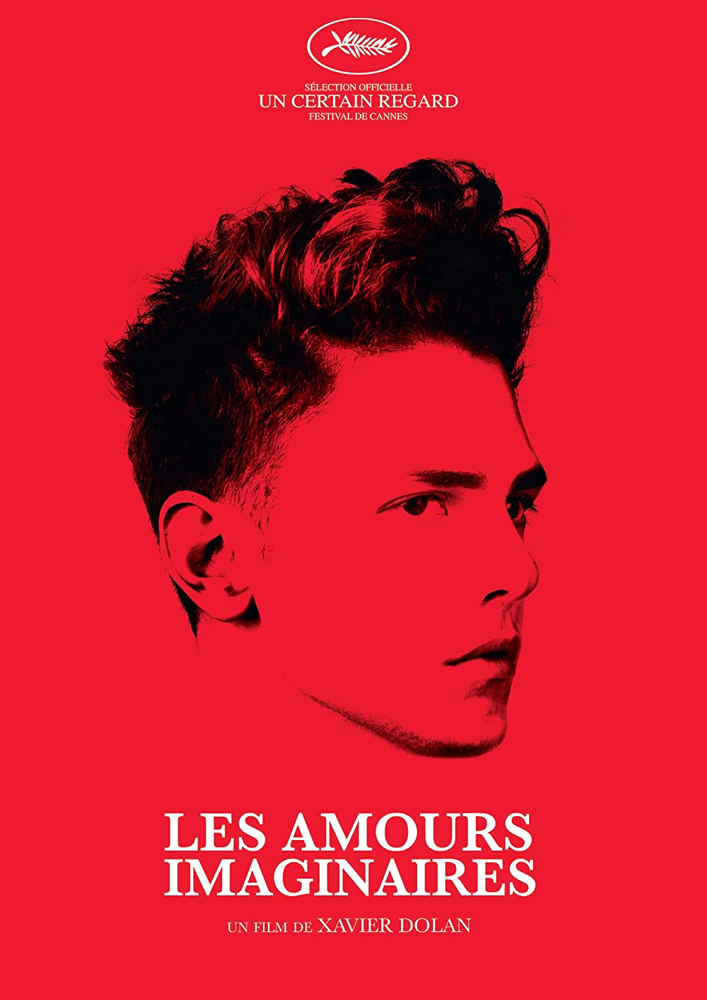 SÉLECTION OFFICIELLE
UN CERTAIN REGARD
FESTIVAL DE CANNES
LES AMOURS
IMAGINAIRES
UN FILM DE XAVIER DOLAN